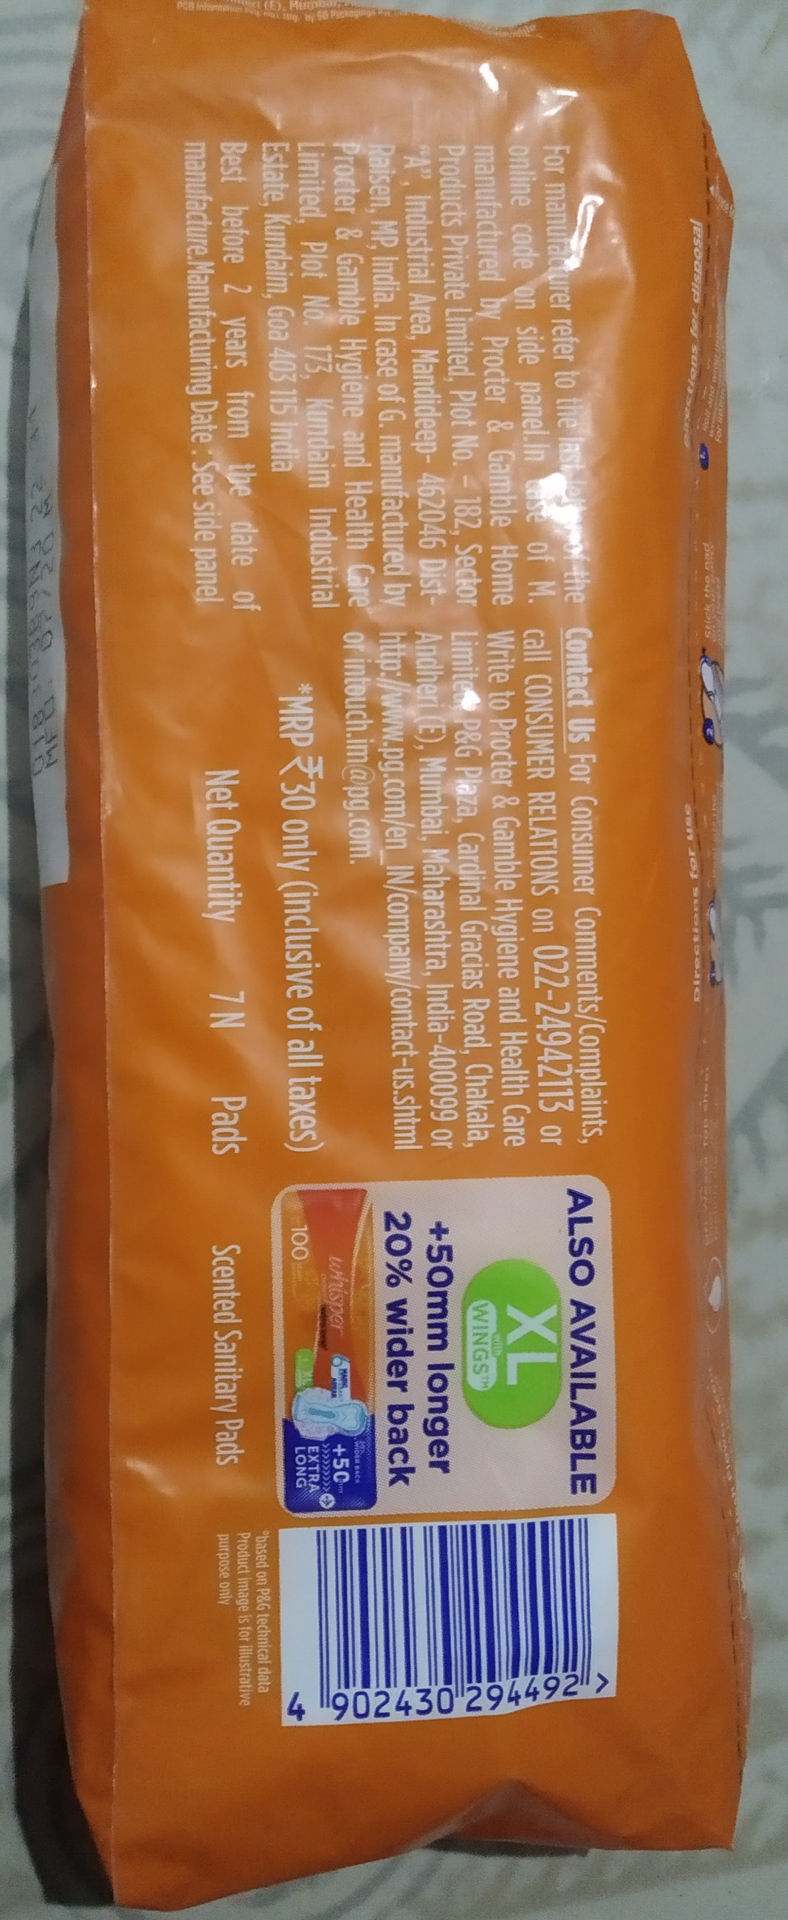 For manufacturer refer to the last letter of the
online code on side panel.In case of M.
manufactured by Procter & Gamble Home
Products Private Limited, Plot No. - 182, Sector
"A", Industrial Area, Mandideep- 462046 Dist-
Raisen, MP, India. In case of G. manufactured by
Procter & Gamble Hygiene and Health Care
Limited, Plot No. 173, Kundaim Industrial
Estate, Kundaim, Goa 403 115 India
Best before 2 years from the date of
manufacture.Manufacturing Date : See side panel
Contact Us For Consumer Comments/Complaints,
call CONSUMER RELATIONS on 022-24942113 or
Write to Procter & Gamble Hygiene and Health Care
Limited, P&G Plaza, Cardinal Gracias Road, Chakala,
Andheri (E), Mumbai, Maharashtra, India-400099 or
http://www.pg.com/en_IN/company/contact-us.shtml
or intouch.im@pg.com.
*MRP ₹30 only (inclusive of all taxes)
Net Quantity 7 N Pads Scented Sanitary Pads
ALSO AVAILABLE
XL
with
WINGS™
+50mm longer
20% wider back
whisper
+50
EXTRA
LONG
4 902430 294492 >
°based on P&G technical data
Product image is for illustrative
purpose only
Directions for use